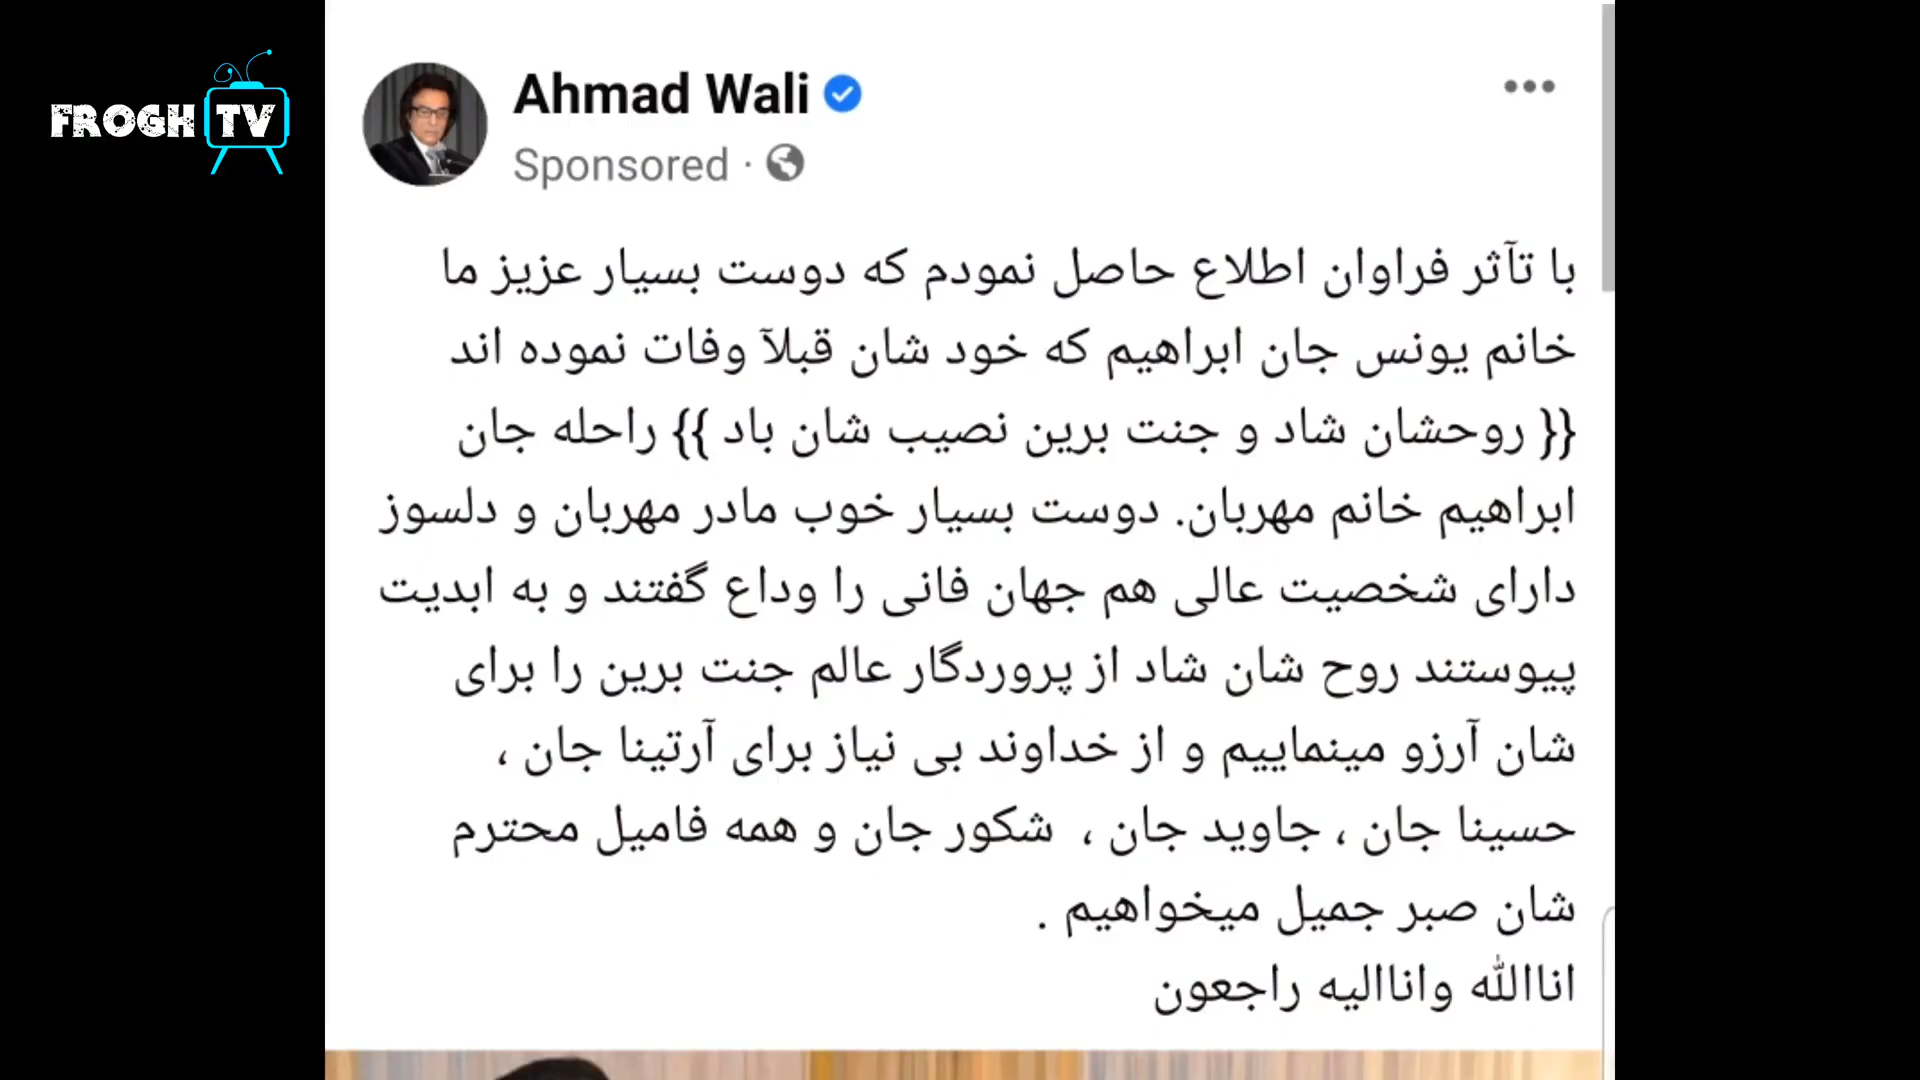 FROGH TV
Ahmad Wali
Sponsored ·
با تآثر فراوان اطلاع حاصل نمودم که دوست بسیار عزیز ما
خانم یونس جان ابراهیم که خود شان قبلآ وفات نموده اند
{{ روحشان شاد و جنت برین نصیب شان باد }} راحله جان
ابراهیم خانم مهربان. دوست بسیار خوب مادر مهربان و دلسوز
دارای شخصیت عالی هم جهان فانی را وداع گفتند و به ابدیت
پیوستند روح شان شاد از پروردگار عالم جنت برین را برای
شان آرزو مینماییم و از خداوند بی نیاز برای آرتینا جان ،
حسینا جان ، جاوید جان ، شکور جان و همه فامیل محترم
شان صبر جمیل میخواهیم .
اناالله واناالیه راجعون